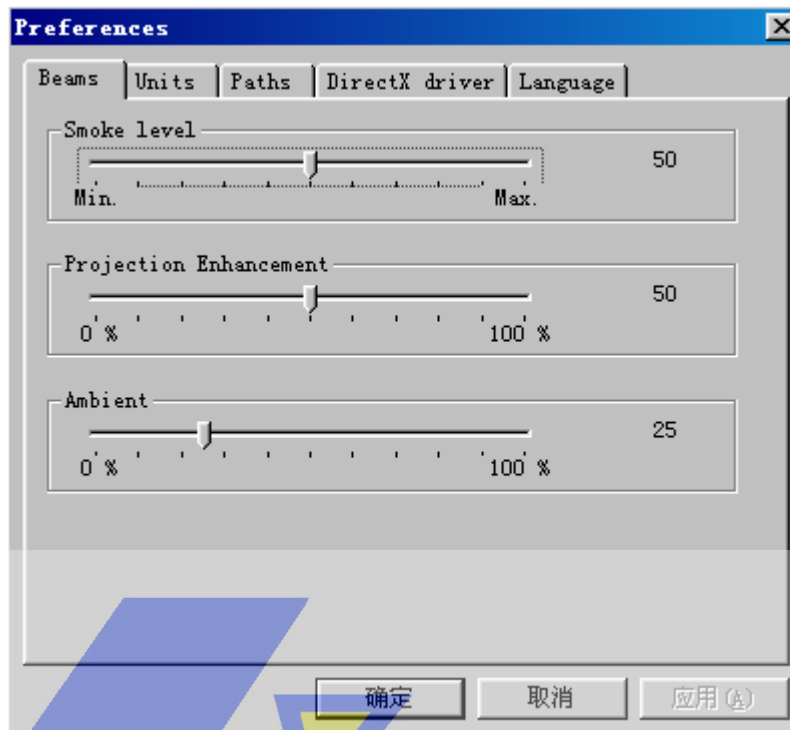 Preferences
Beams Units Paths DirectX driver Language
Smoke level
50
Min. Max.
Projection Enhancement
50
0 % 100 %
Ambient
25
0 % 100 %
确定 取消 应用(A)